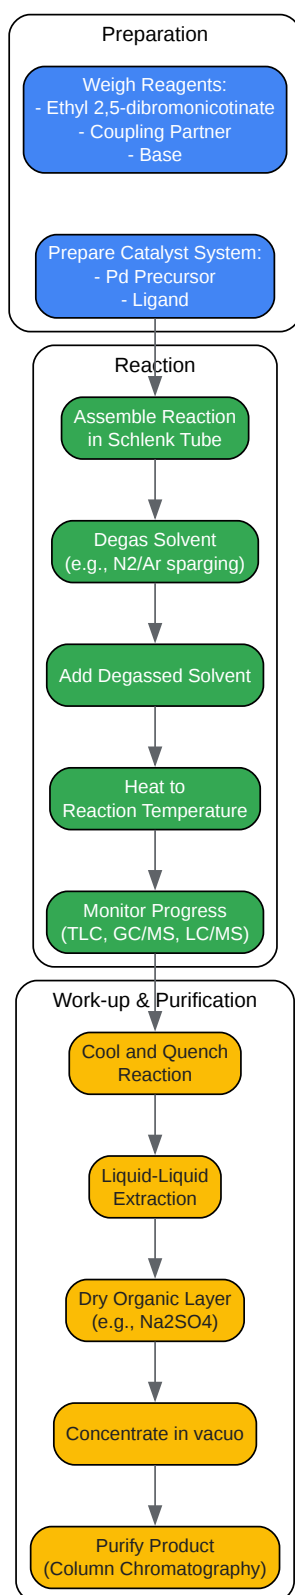 Preparation
Weigh Reagents:
- Ethyl 2,5-dibromonicotinate
- Coupling Partner
- Base
Prepare Catalyst System:
- Pd Precursor
- Ligand
Reaction
Assemble Reaction
in Schlenk Tube
Degas Solvent
(e.g., N2/Ar sparging)
Add Degassed Solvent
Heat to
Reaction Temperature
Monitor Progress
(TLC, GC/MS, LC/MS)
Work-up & Purification
Cool and Quench
Reaction
Liquid-Liquid
Extraction
Dry Organic Layer
(e.g., Na2SO4)
Concentrate in vacuo
Purify Product
(Column Chromatography)